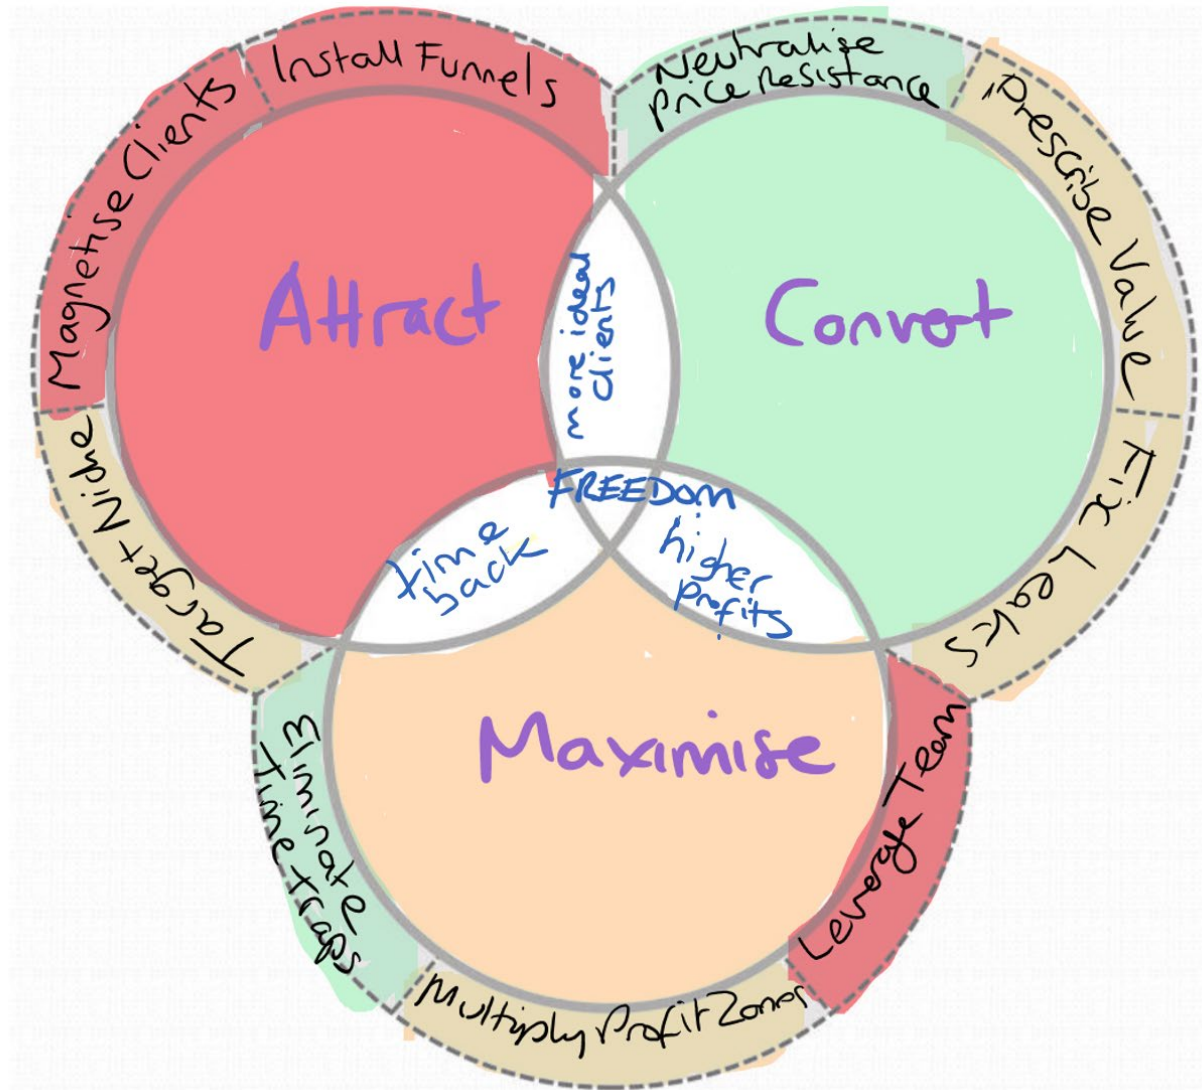 Install Funnels
Magnetise Clients
Target Niche
Attract
Neutralise
Price Resistance
Prescribe Value
Fix Leaks
Convert
more ideal
clients
FREEDOM
time
back
higher
profits
Maximise
Eliminate
Time traps
Multiply Profit Zones
Leverage Team